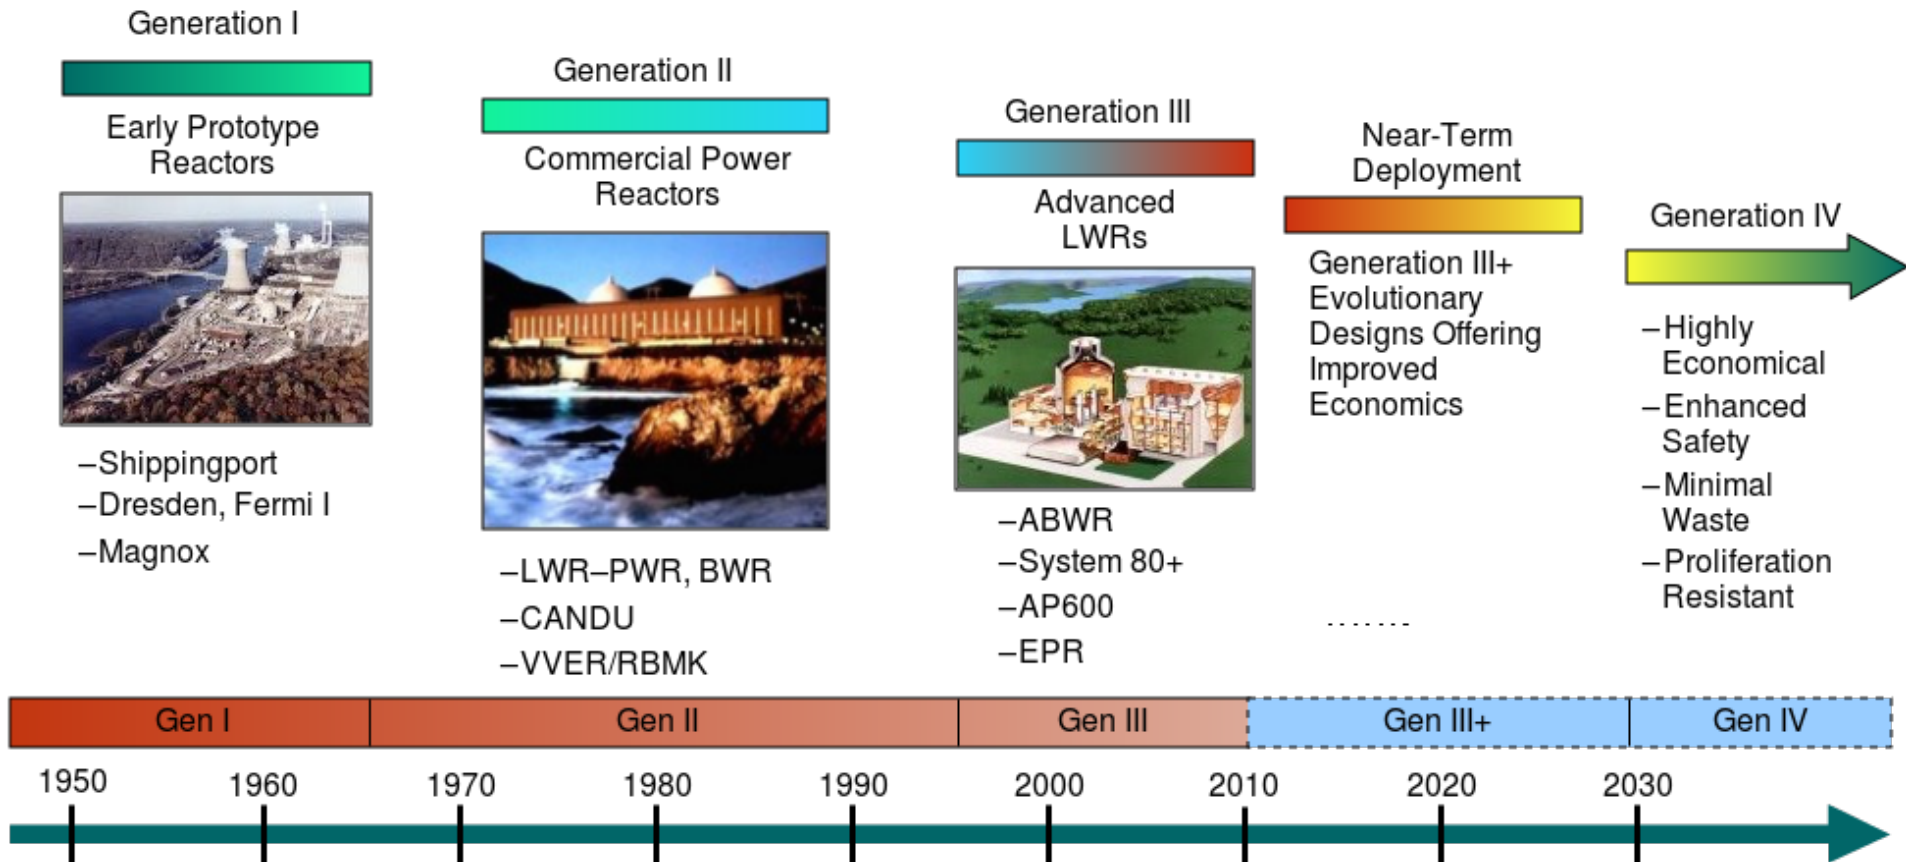 Generation I
Early Prototype
Reactors
–Shippingport
–Dresden, Fermi I
–Magnox
Generation II
Commercial Power
Reactors
–LWR–PWR, BWR
–CANDU
–VVER/RBMK
Generation III
Advanced
LWRs
–ABWR
–System 80+
–AP600
–EPR
Near-Term
Deployment
Generation III+
Evolutionary
Designs Offering
Improved
Economics
.......
Generation IV
–Highly
Economical
–Enhanced
Safety
–Minimal
Waste
–Proliferation
Resistant
Gen I
Gen II
Gen III
Gen III+
Gen IV
1950
1960
1970
1980
1990
2000
2010
2020
2030